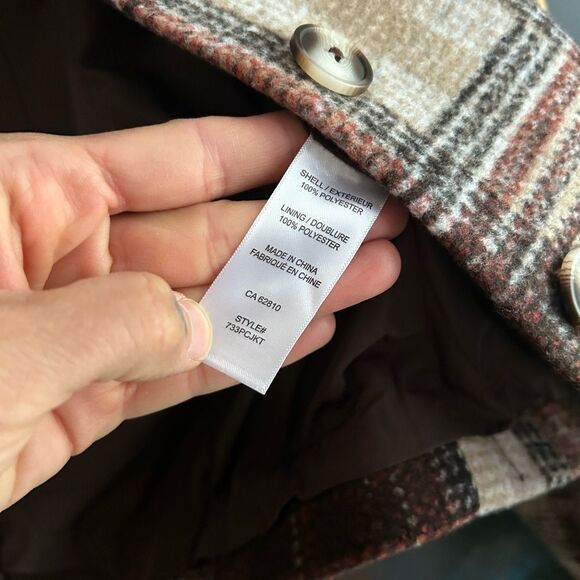 SHELL / EXTÉRIEUR
100% POLYESTER
LINING / DOUBLURE
100% POLYESTER
MADE IN CHINA
FABRIQUÉ EN CHINE
CA 62810
STYLE#
733PCJKT